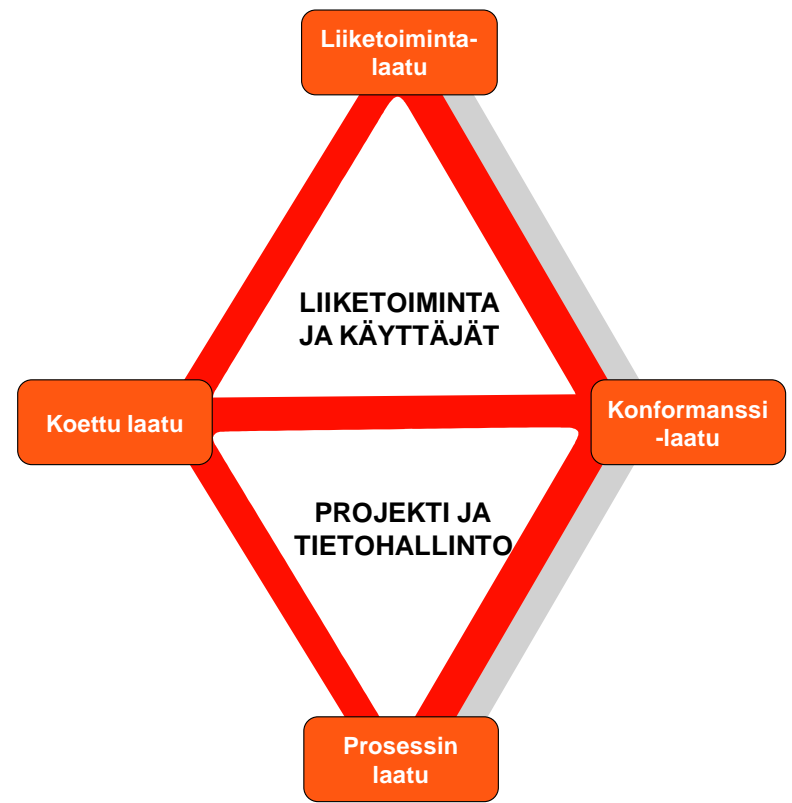 Liiketoiminta-
laatu
LIIKETOIMINTA
JA KÄYTTÄJÄT
Koettu laatu
Konformanssi
-laatu
PROJEKTI JA
TIETOHALLINTO
Prosessin
laatu